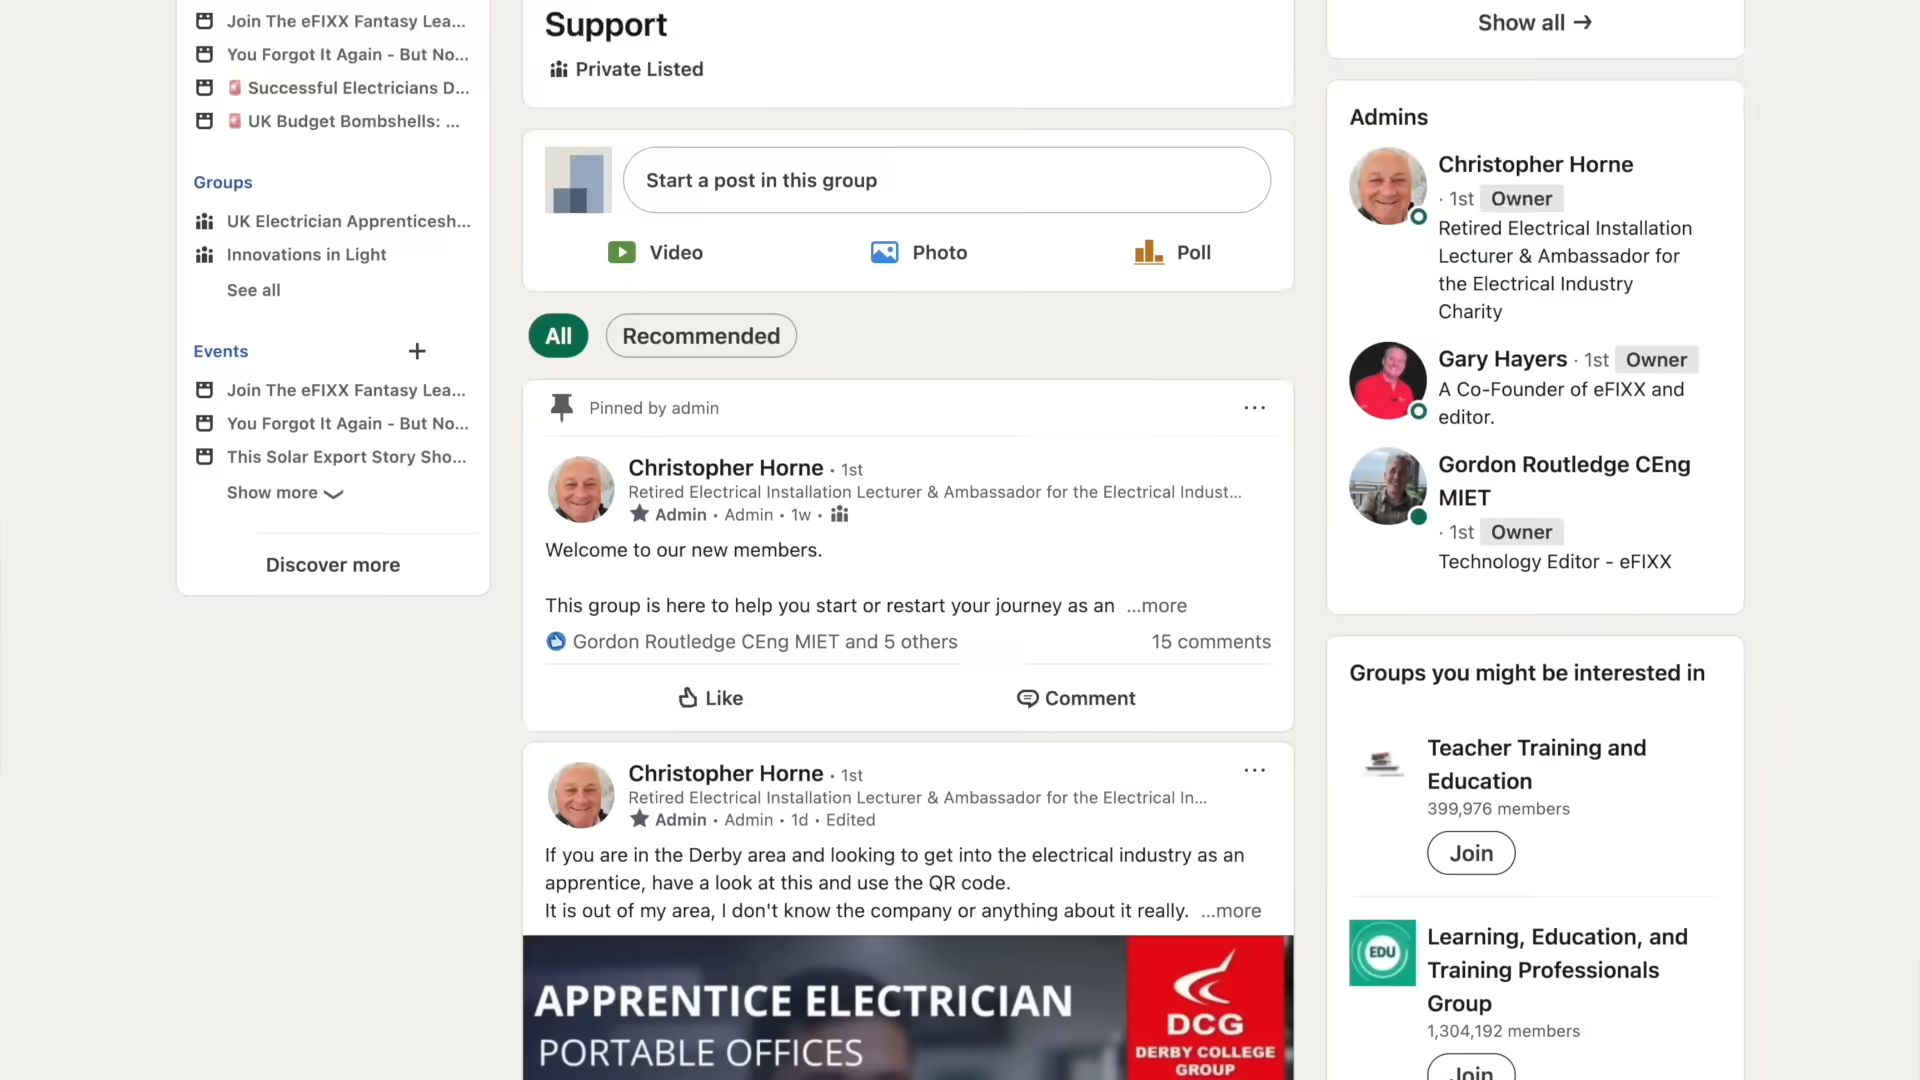 Join The eFIXX Fantasy Lea...
You Forgot It Again - But No...
Successful Electricians D...
UK Budget Bombshells: ...
Groups
UK Electrician Apprenticesh...
Innovations in Light
See all
Events
Join The eFIXX Fantasy Lea...
You Forgot It Again - But No...
This Solar Export Story Sho...
Show more
Discover more
Support
Private Listed
Start a post in this group
Video
Photo
Poll
All
Recommended
Pinned by admin
Christopher Horne · 1st
Retired Electrical Installation Lecturer & Ambassador for the Electrical Indust...
Admin • Admin • 1w •
Welcome to our new members.
This group is here to help you start or restart your journey as an ...more
Gordon Routledge CEng MIET and 5 others
15 comments
Like
Comment
Christopher Horne · 1st
Retired Electrical Installation Lecturer & Ambassador for the Electrical In...
Admin • Admin • 1d • Edited
If you are in the Derby area and looking to get into the electrical industry as an
apprentice, have a look at this and use the QR code.
It is out of my area, I don't know the company or anything about it really. ...more
APPRENTICE ELECTRICIAN
PORTABLE OFFICES
DCG
DERBY COLLEGE
GROUP
Show all →
Admins
Christopher Horne
· 1st Owner
Retired Electrical Installation
Lecturer & Ambassador for
the Electrical Industry
Charity
Gary Hayers · 1st Owner
A Co-Founder of eFIXX and
editor.
Gordon Routledge CEng
MIET
· 1st Owner
Technology Editor - eFIXX
Groups you might be interested in
Teacher Training and
Education
399,976 members
Join
EDU
Learning, Education, and
Training Professionals
Group
1,304,192 members
Join